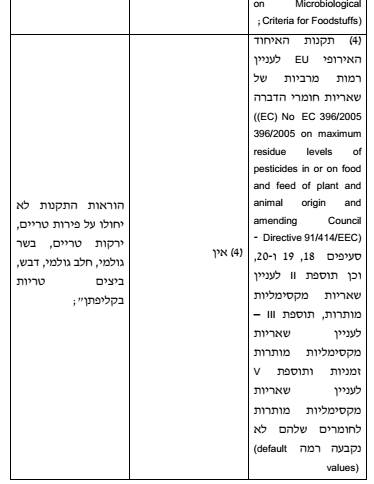 on Microbiological
; Criteria for Foodstuffs)
(4) תקנות האיחוד
האירופי EU לעניין
רמות מרביות של
שאריות חומרי הדברה
((EC) No EC 396/2005
396/2005 on maximum
residue levels of
pesticides in or on food
and feed of plant and
animal origin and
amending Council
- Directive 91/414/EEC)
סעיפים 18, 19 ו-20,
וכן תוספת II לעניין
שאריות מקסימליות
מותרות, תוספת III –
לעניין שאריות
מקסימליות מותרות
זמניות ותוספת V
לעניין שאריות
מקסימליות מותרות
לחומרים שלהם לא
נקבעה רמה default)
(values
(4) אין
הוראות התקנות לא
יחולו על פירות טריים,
ירקות טריים, בשר
גולמי, חלב גולמי, דבש,
ביצים טריות
בקליפתן";